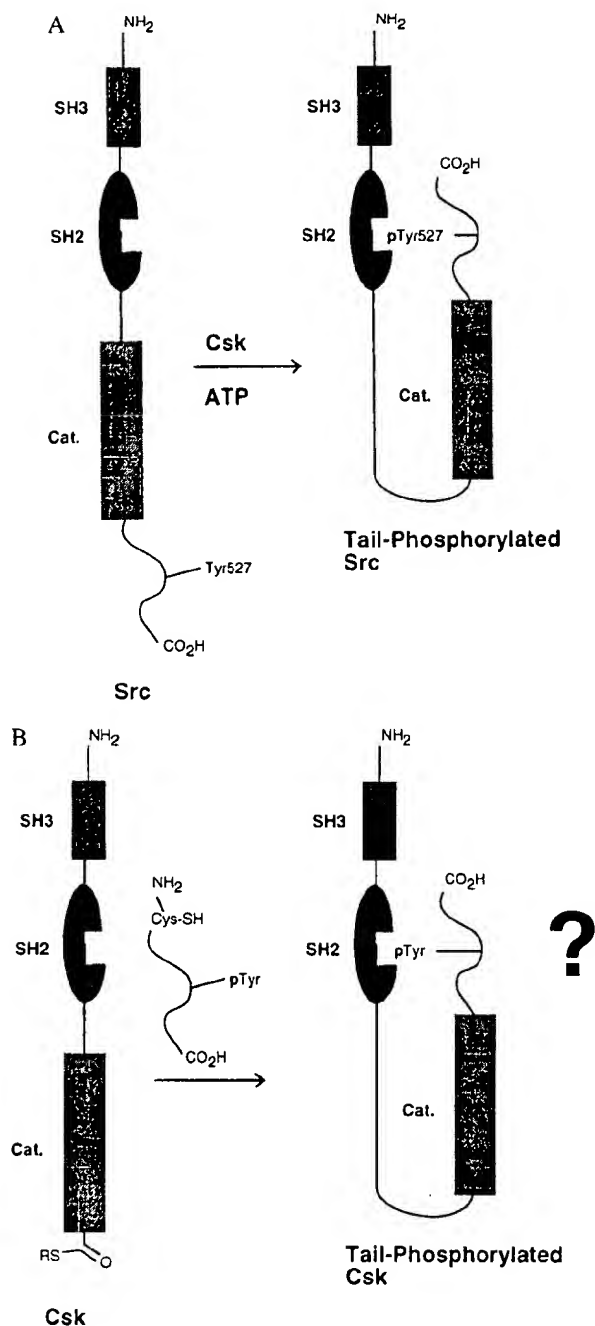 A
NH2
SH3
SH2
Cat.
Tyr527
CO2H
Src
Csk
ATP
NH2
SH3
CO2H
SH2
pTyr527
Cat.
Tail-Phosphorylated
Src
B
NH2
SH3
SH2
Cat.
RS
O
Csk
NH2
Cys-SH
pTyr
CO2H
NH2
SH3
CO2H
SH2
pTyr
?
Cat.
Tail-Phosphorylated
Csk